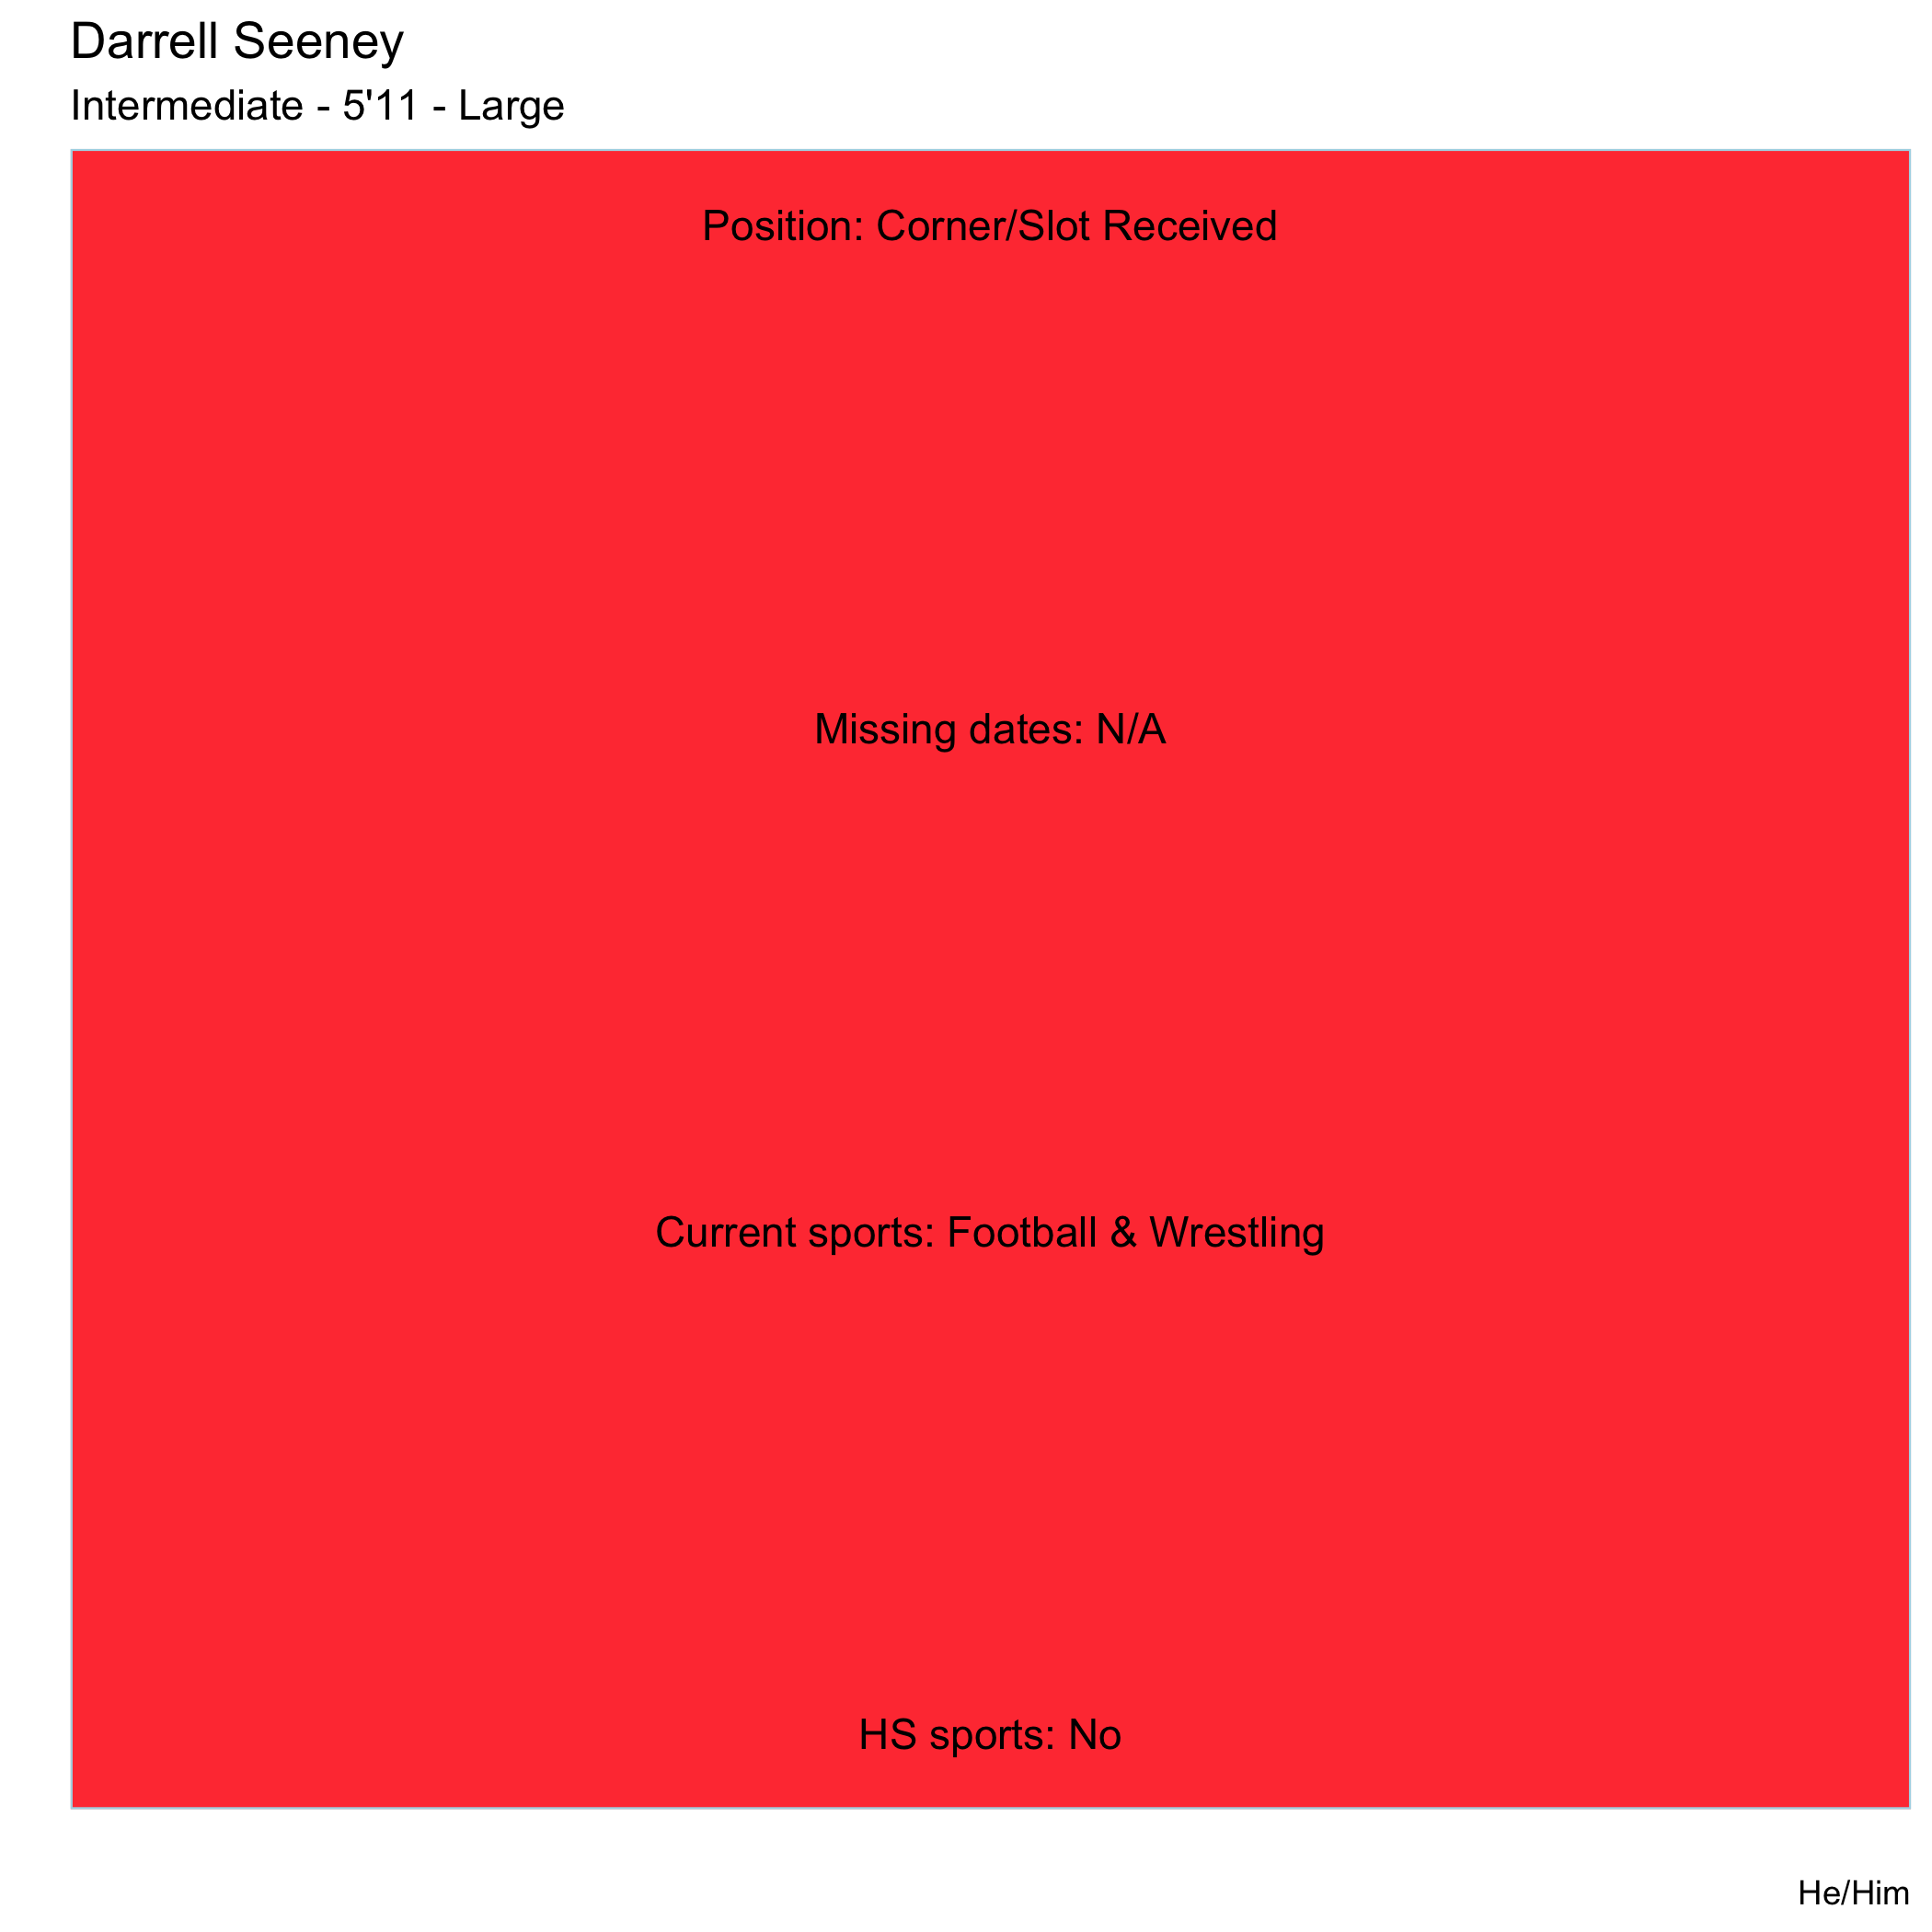 Darrell Seeney
Intermediate - 5'11 - Large
Position: Corner/Slot Received
Missing dates: N/A
Current sports: Football & Wrestling
HS sports: No
He/Him